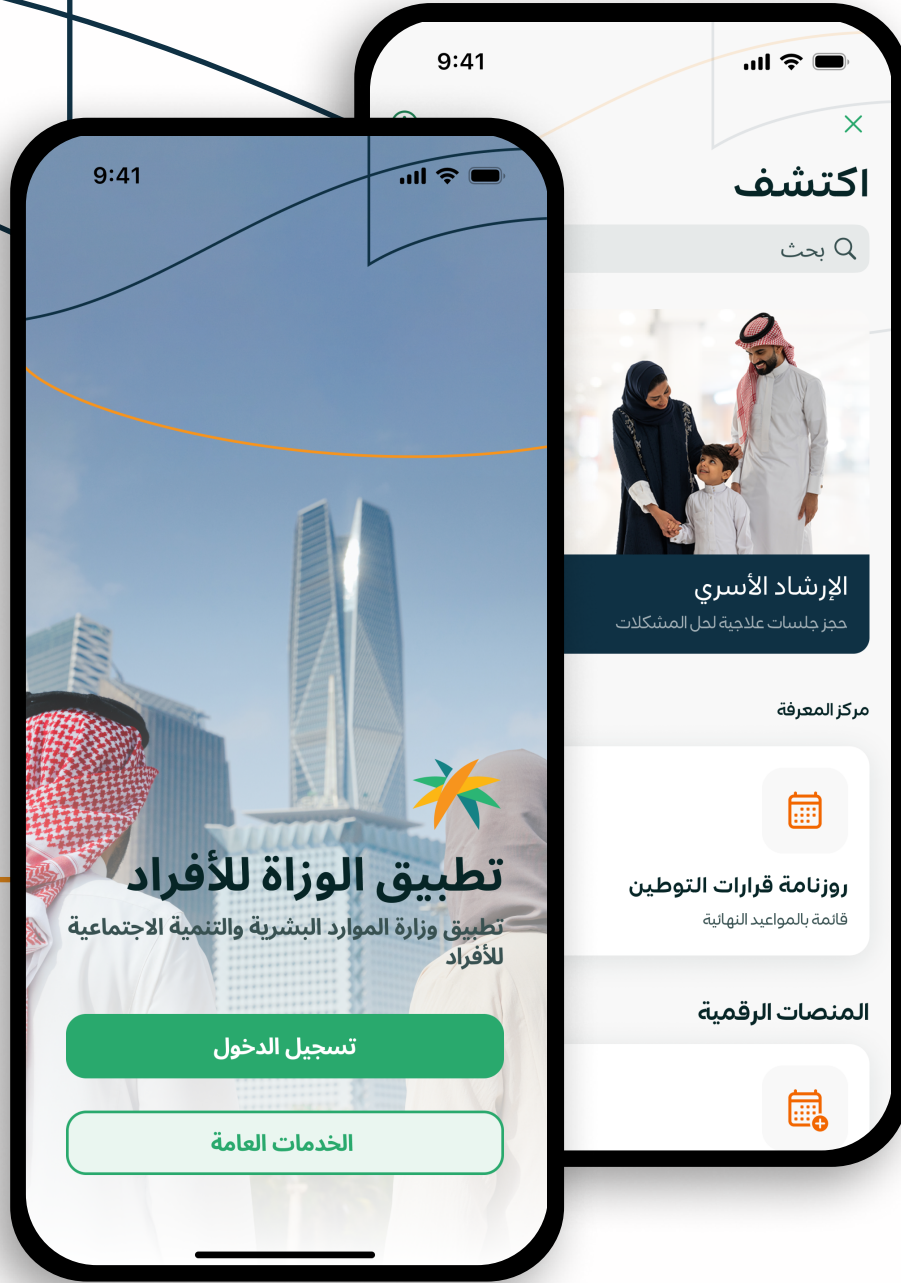 9:41
اكتشف
بحث
الإرشاد الأسري
حجز جلسات علاجية لحل المشكلات
مركز المعرفة
روزنامة قرارات التوطين
قائمة بالمواعيد النهائية
المنصات الرقمية
9:41
تطبيق الوزاة للأفراد
تطبيق وزارة الموارد البشرية والتنمية الاجتماعية
للأفراد
تسجيل الدخول
الخدمات العامة